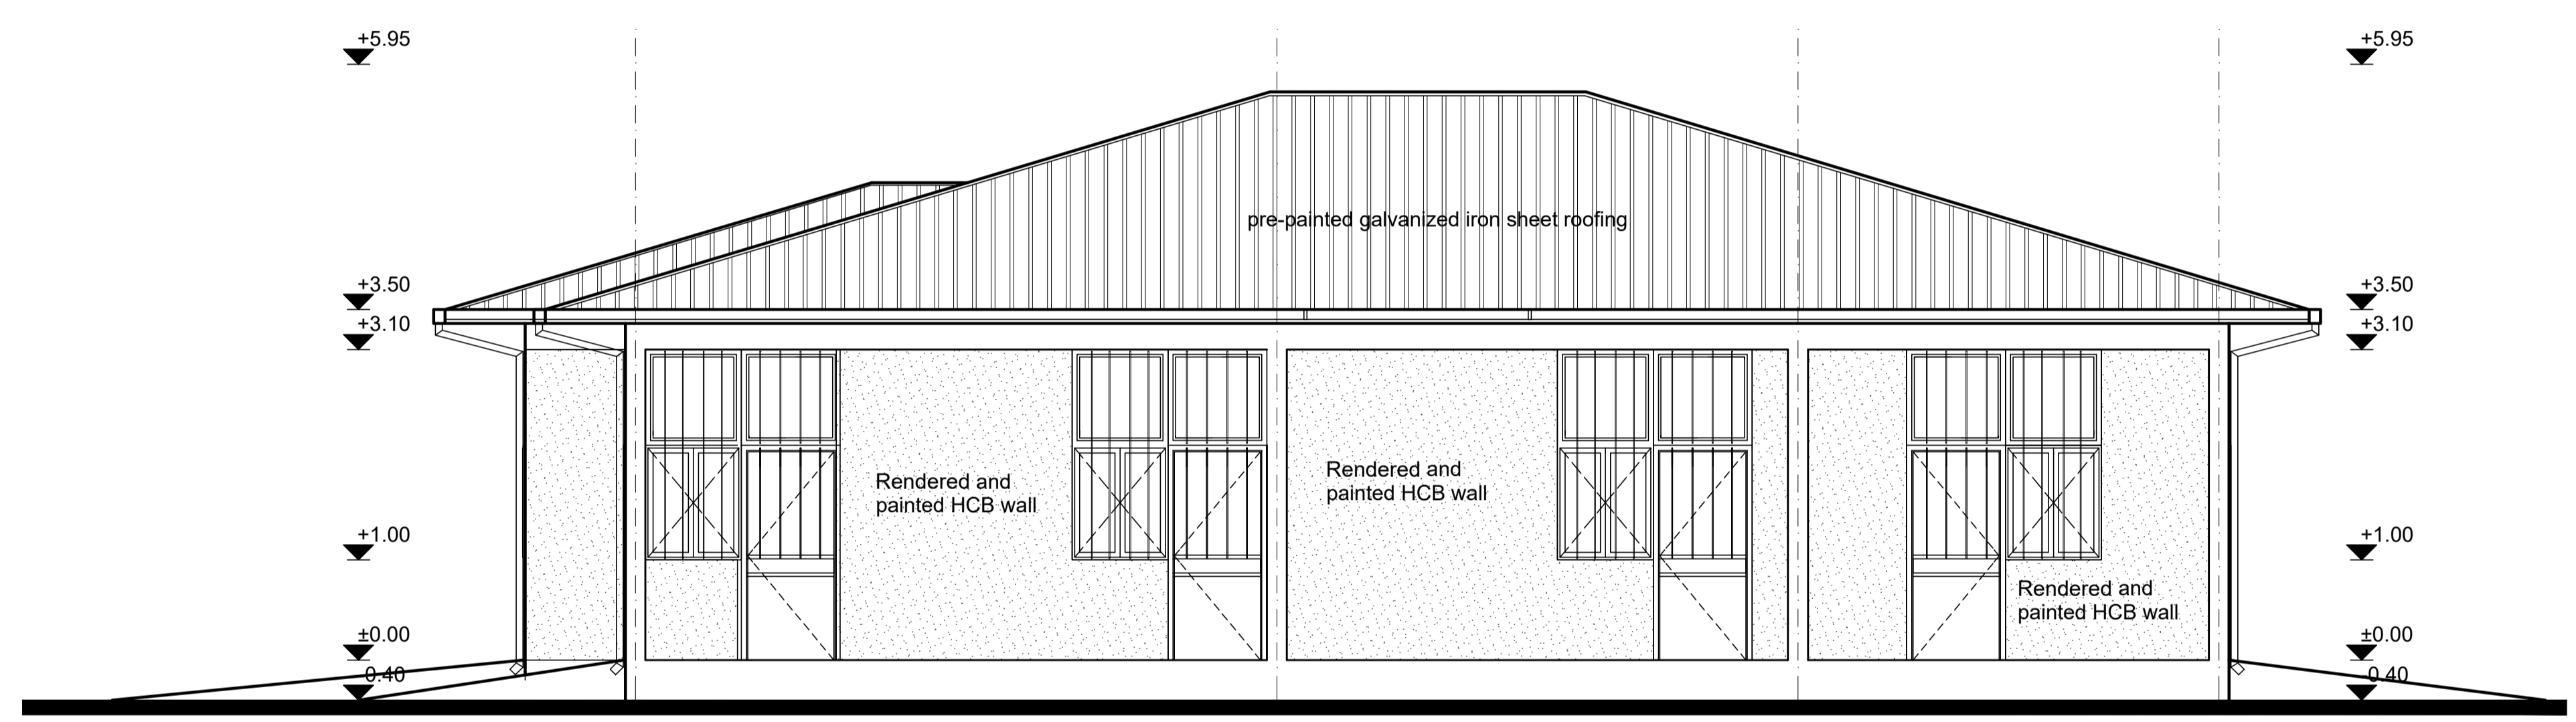 +5.95
+5.95
pre-painted galvanized iron sheet roofing
+3.50
+3.50
+3.10
+3.10
Rendered and
painted HCB wall
Rendered and
painted HCB wall
+1.00
+1.00
Rendered and
painted HCB wall
±0.00
±0.00
-0.40
-0.40